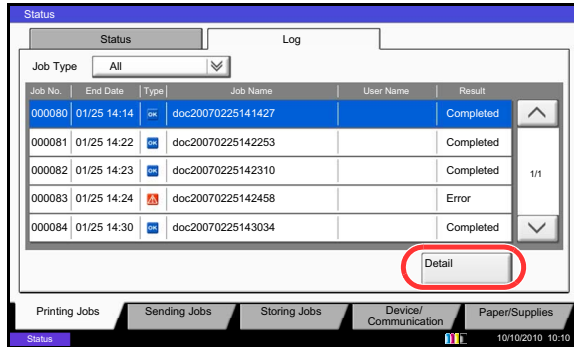 Status
Status Log
Job Type All
Job No. End Date Type Job Name User Name Result
000080 01/25 14:14 OK doc20070225141427 Completed
000081 01/25 14:22 OK doc20070225142253 Completed
000082 01/25 14:23 OK doc20070225142310 Completed
000083 01/25 14:24 doc20070225142458 Error
000084 01/25 14:30 OK doc20070225143034 Completed
1/1
Detail
Printing Jobs Sending Jobs Storing Jobs Device/
Communication Paper/Supplies
Status 10/10/2010 10:10